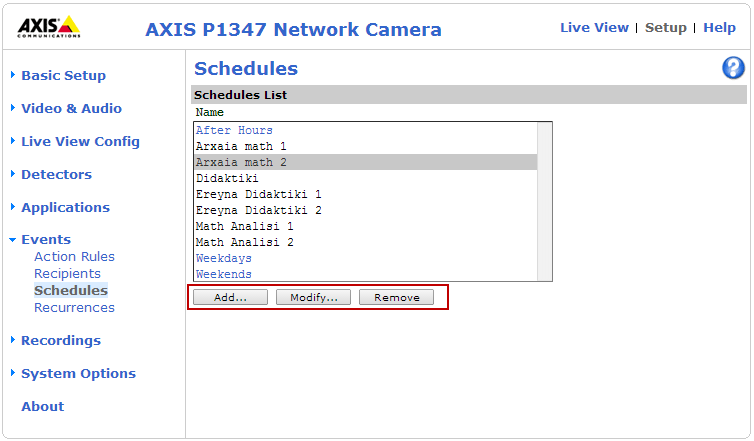 AXIS
COMMUNICATIONS
AXIS P1347 Network Camera
Live View | Setup | Help
Basic Setup
Video & Audio
Live View Config
Detectors
Applications
Events
Action Rules
Recipients
Schedules
Recurrences
Recordings
System Options
About
Schedules
?
Schedules List
Name
After Hours
Arxaia math 1
Arxaia math 2
Didaktiki
Ereyna Didaktiki 1
Ereyna Didaktiki 2
Math Analisi 1
Math Analisi 2
Weekdays
Weekends
Add... Modify... Remove